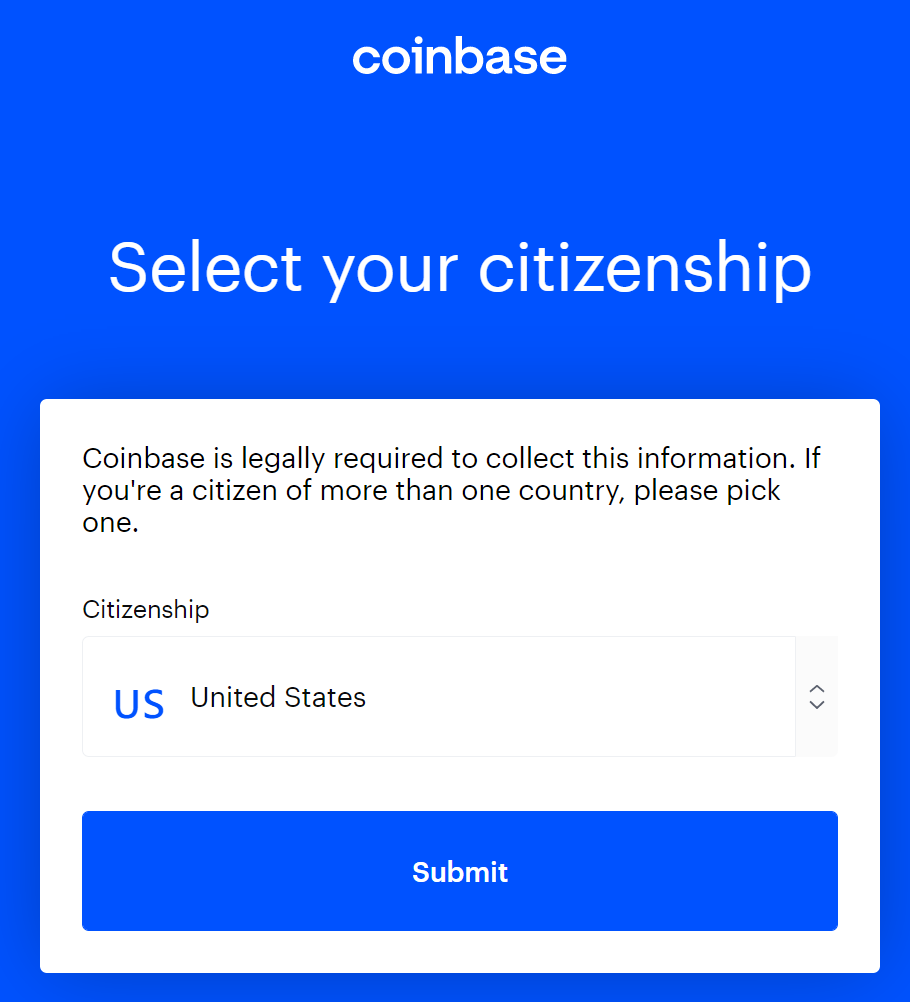 coinbase
Select your citizenship
Coinbase is legally required to collect this information. If
you're a citizen of more than one country, please pick
one.
Citizenship
US United States
Submit